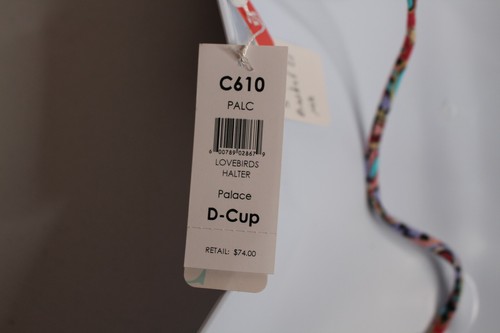 C610
PALC
LOVEBIRDS
HALTER
Palace
D-Cup
RETAIL: $74.00